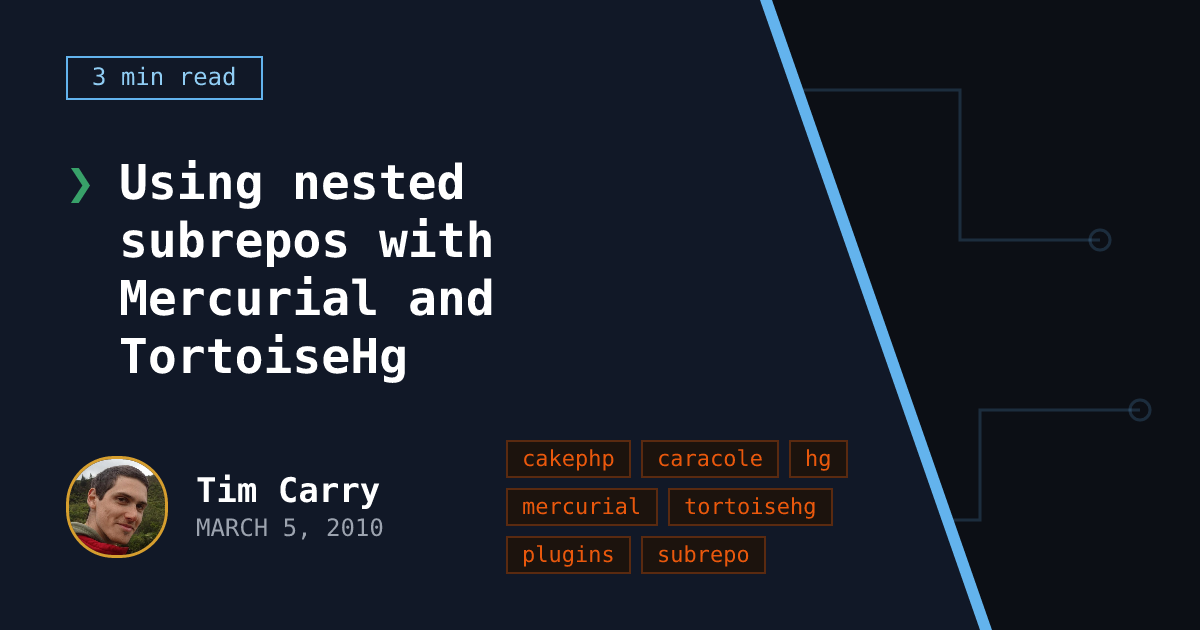 3 min read
❯ Using nested
subrepos with
Mercurial and
TortoiseHg
Tim Carry
MARCH 5, 2010
cakephp caracole hg
mercurial tortoisehg
plugins subrepo